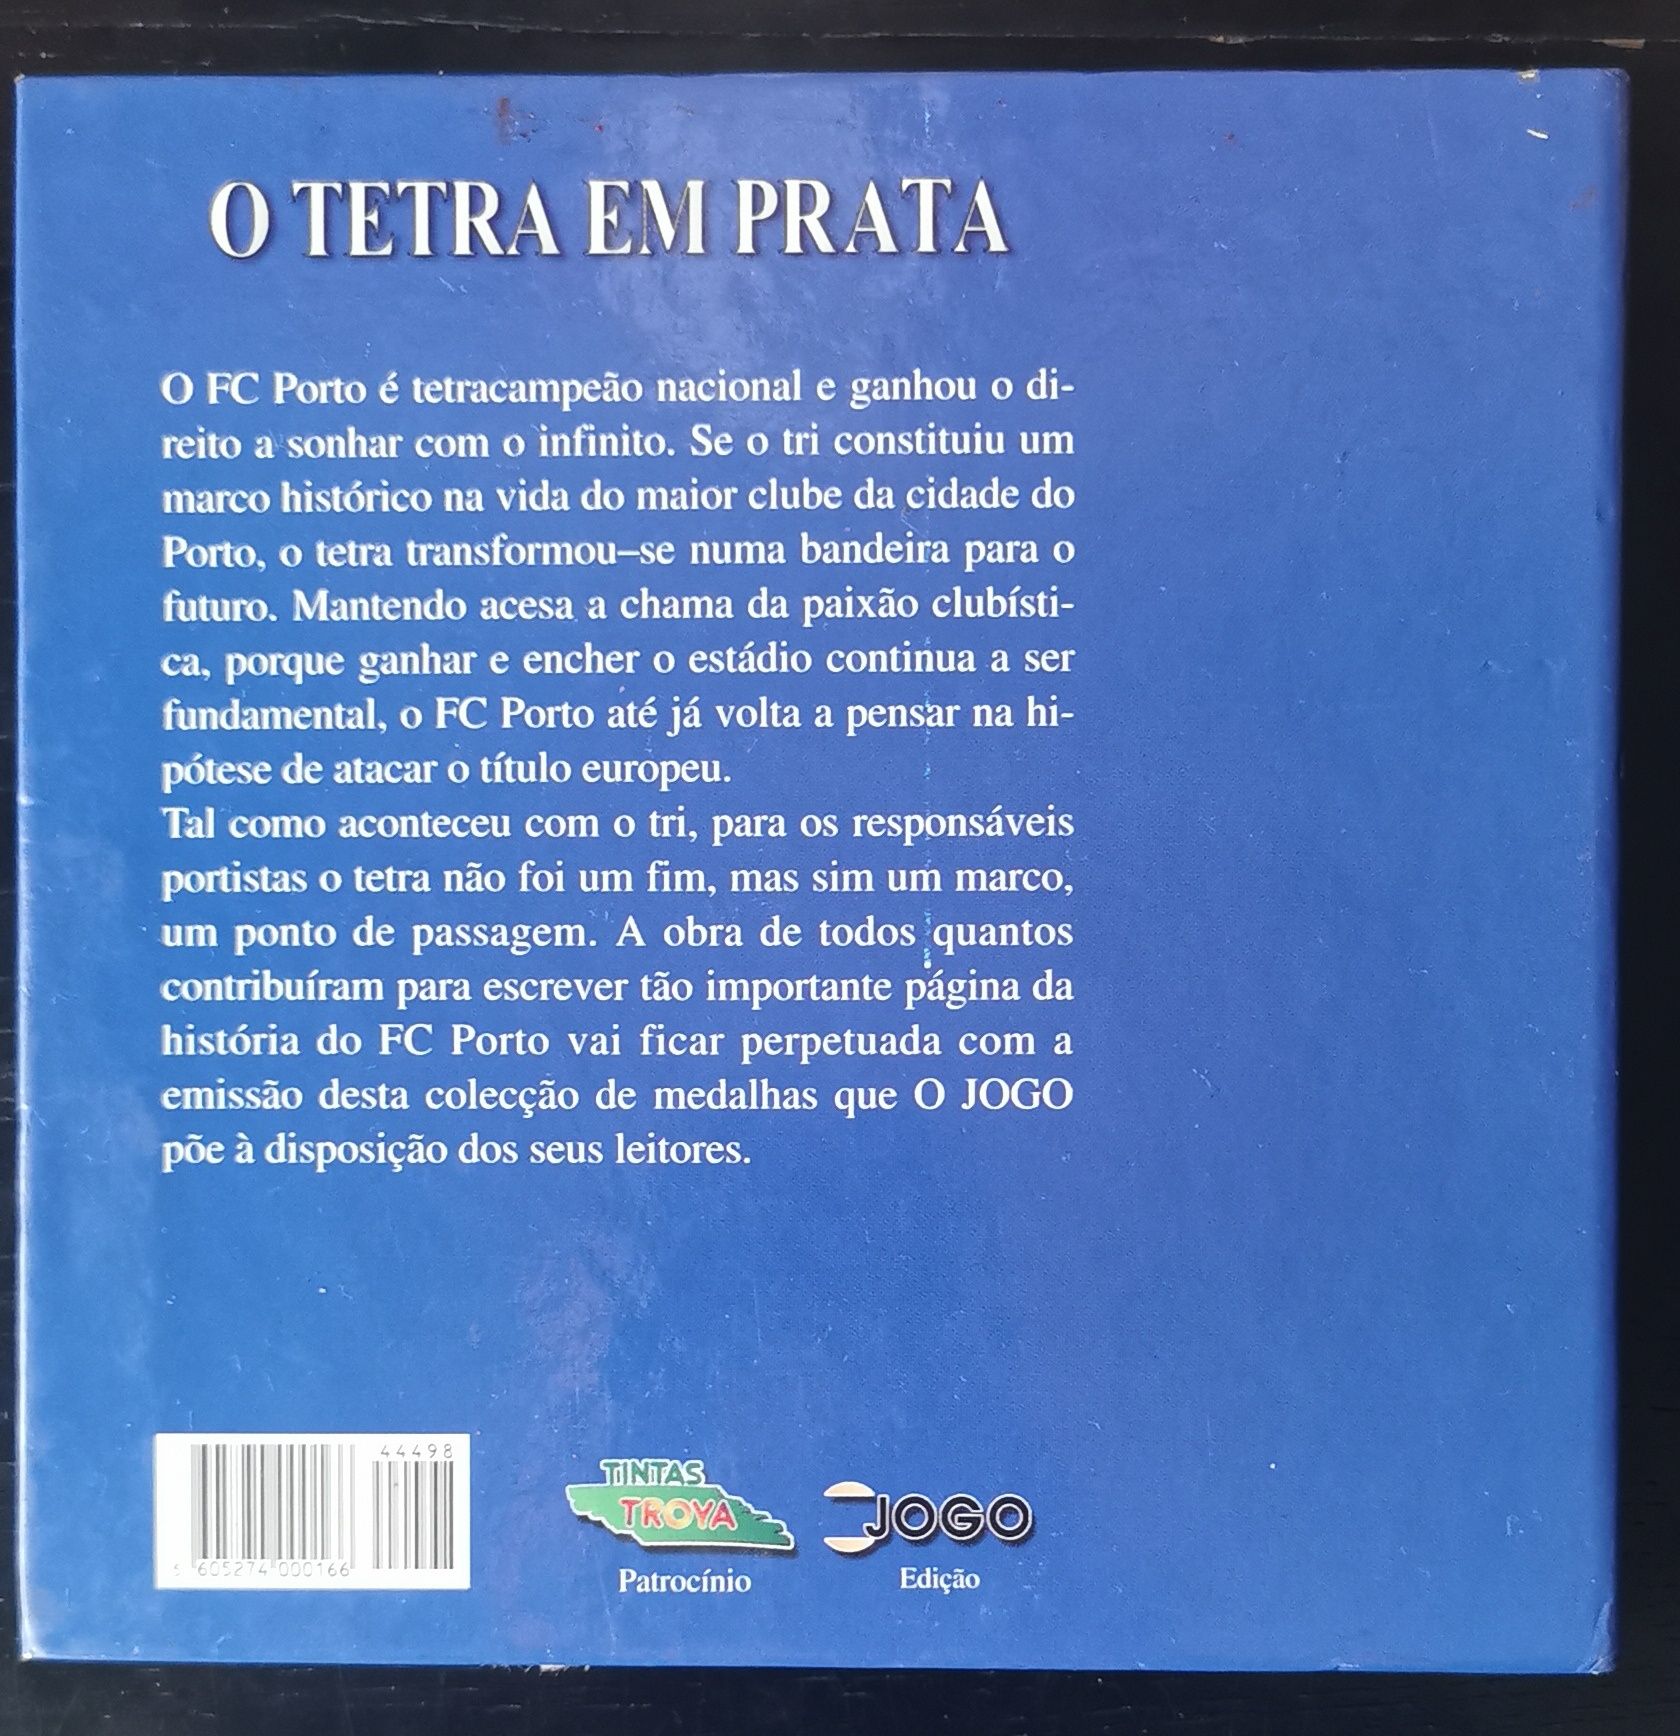 O TETRA EM PRATA
O FC Porto é tetracampeão nacional e ganhou o di-
reito a sonhar com o infinito. Se o tri constituiu um
marco histórico na vida do maior clube da cidade do
Porto, o tetra transformou–se numa bandeira para o
futuro. Mantendo acesa a chama da paixão clubísti-
ca, porque ganhar e encher o estádio continua a ser
fundamental, o FC Porto até já volta a pensar na hi-
pótese de atacar o título europeu.
Tal como aconteceu com o tri, para os responsáveis
portistas o tetra não foi um fim, mas sim um marco,
um ponto de passagem. A obra de todos quantos
contribuíram para escrever tão importante página da
história do FC Porto vai ficar perpetuada com a
emissão desta colecção de medalhas que O JOGO
põe à disposição dos seus leitores.
44498
5 605274 000166
TINTAS
TROYA
Patrocínio
O JOGO
Edição